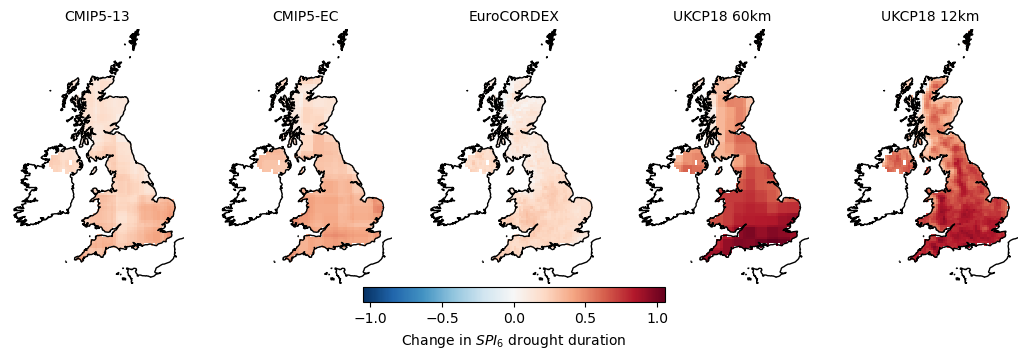 CMIP5-13 CMIP5-EC EuroCORDEX UKCP18 60km UKCP18 12km
−1.0 −0.5 0.0 0.5 1.0
Change in SPI₆ drought duration